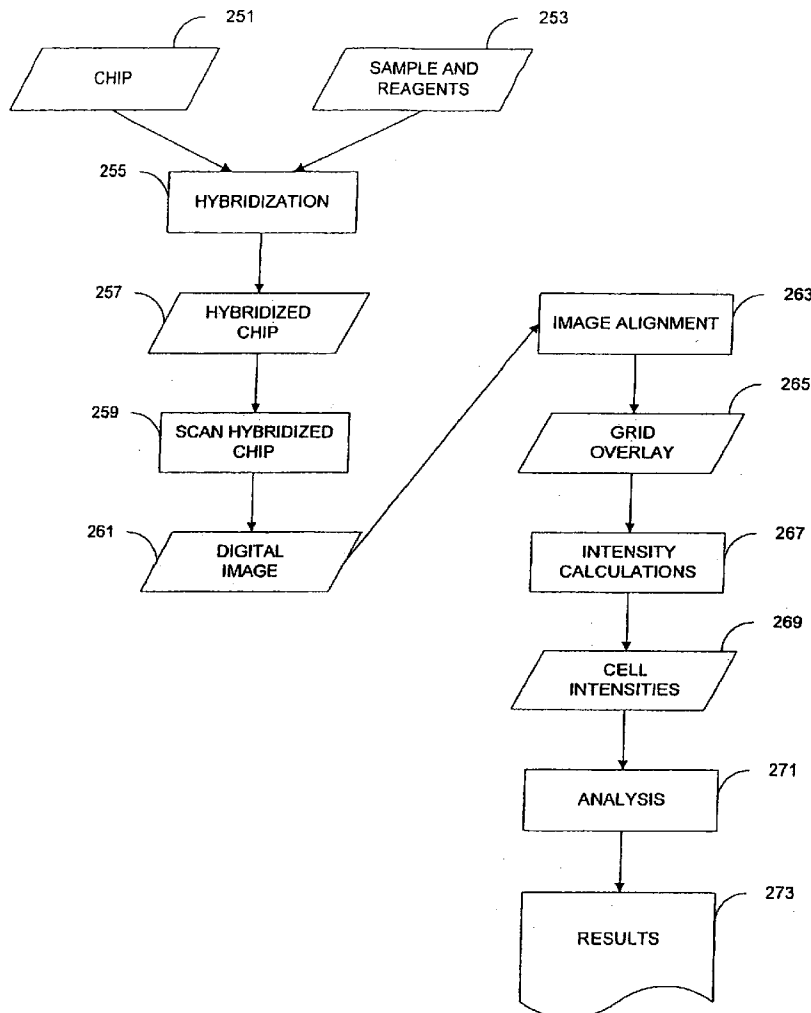 251
CHIP
253
SAMPLE AND
REAGENTS
255
HYBRIDIZATION
257
HYBRIDIZED
CHIP
259
SCAN HYBRIDIZED
CHIP
261
DIGITAL
IMAGE
263
IMAGE ALIGNMENT
265
GRID
OVERLAY
267
INTENSITY
CALCULATIONS
269
CELL
INTENSITIES
271
ANALYSIS
273
RESULTS